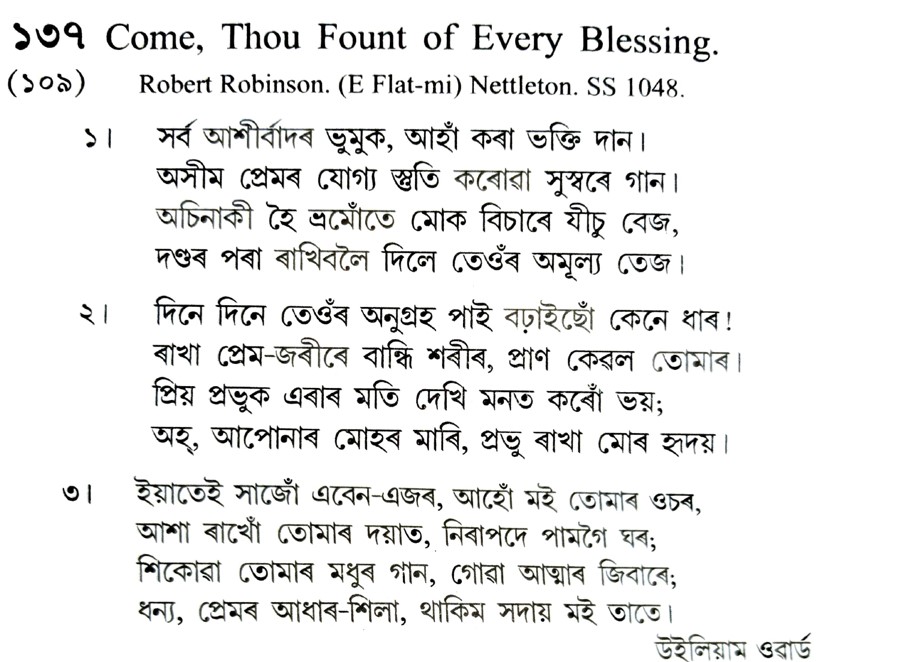 ১৩৭ Come, Thou Fount of Every Blessing.
(১০৯) Robert Robinson. (E Flat-mi) Nettleton. SS 1048.
১। সৰ্ব আশীৰ্বাদৰ ভুমুক, আহাঁ কৰা ভক্তি দান।
অসীম প্ৰেমৰ যোগ্য স্তুতি কৰোৱা সুস্বৰে গান।
অচিনাকী হৈ ভ্ৰমোঁতে মোক বিচাৰে যীচু বেজ,
দণ্ডৰ পৰা ৰাখিবলৈ দিলে তেওঁৰ অমূল্য তেজ।
২। দিনে দিনে তেওঁৰ অনুগ্ৰহ পাই বঢ়াইছোঁ কেনে ধাৰ!
ৰাখা প্ৰেম-জৰীৰে বান্ধি শৰীৰ, প্ৰাণ কেৱল তোমাৰ।
প্ৰিয় প্ৰভুক এৰাৰ মতি দেখি মনত কৰোঁ ভয়;
অহ্, আপোনাৰ মোহৰ মাৰি, প্ৰভু ৰাখা মোৰ হৃদয়।
৩। ইয়াতেই সাজোঁ এবেন-এজৰ, আহোঁ মই তোমাৰ ওচৰ,
আশা ৰাখোঁ তোমাৰ দয়াত, নিৰাপদে পামগৈ ঘৰ;
শিকোৱা তোমাৰ মধুৰ গান, গোৱা আত্মাৰ জিবাৰে;
ধন্য, প্ৰেমৰ আধাৰ-শিলা, থাকিম সদায় মই তাতে।
উইলিয়াম ওৱাৰ্ড